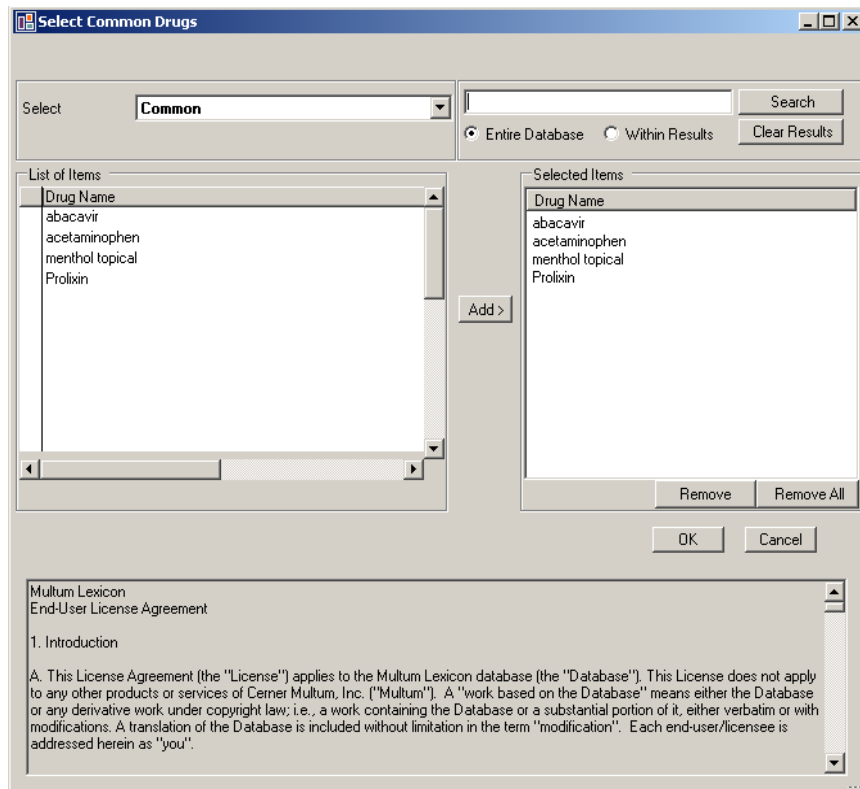 Select Common Drugs
Select
Common
Search
Entire Database
Within Results
Clear Results
List of Items
Drug Name
abacavir
acetaminophen
menthol topical
Prolixin
Add >
Selected Items
Drug Name
abacavir
acetaminophen
menthol topical
Prolixin
Remove
Remove All
OK
Cancel
Multum Lexicon
End-User License Agreement
1. Introduction
A. This License Agreement (the "License") applies to the Multum Lexicon database (the "Database"). This License does not apply
to any other products or services of Cerner Multum, Inc. ("Multum").  A "work based on the Database" means either the Database
or any derivative work under copyright law; i.e., a work containing the Database or a substantial portion of it, either verbatim or with
modifications. A translation of the Database is included without limitation in the term "modification".  Each end-user/licensee is
addressed herein as "you".